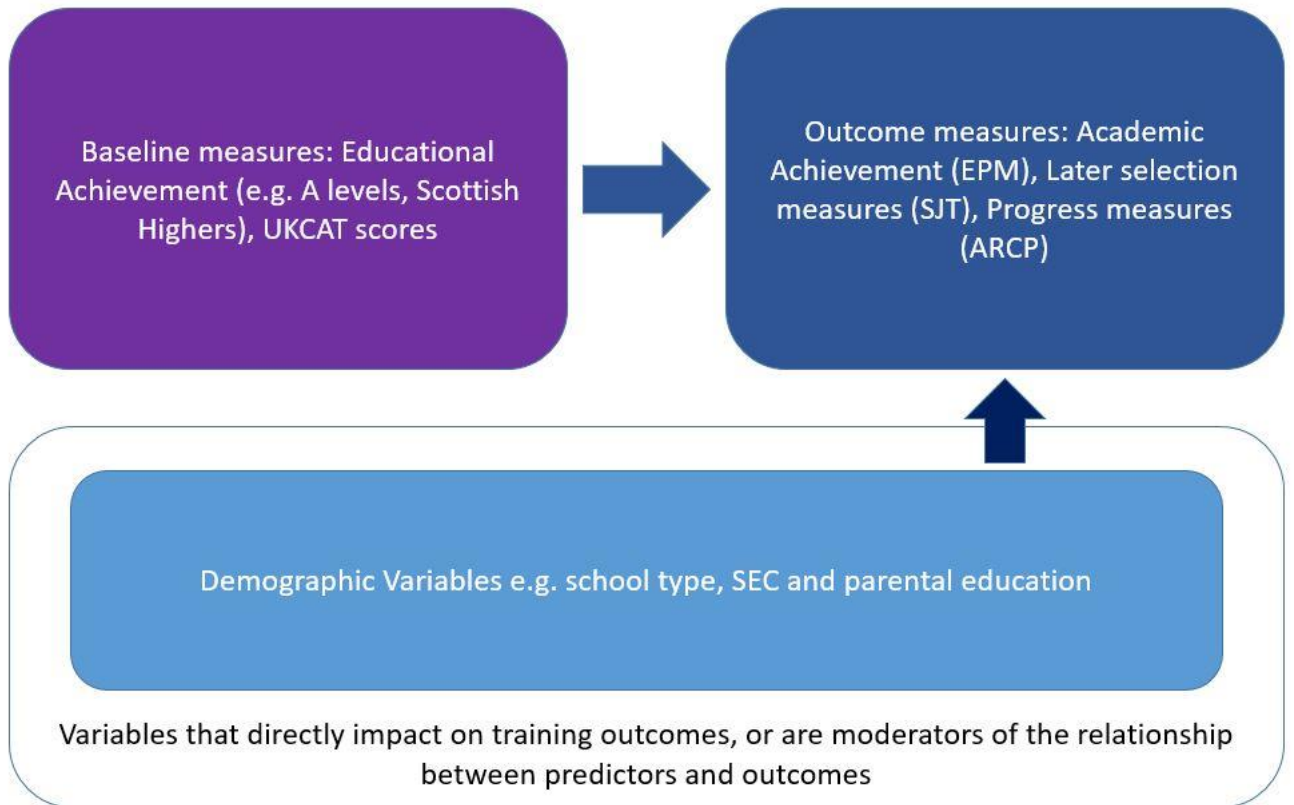 Baseline measures: Educational
Achievement (e.g. A levels, Scottish
Highers), UKCAT scores
Outcome measures: Academic
Achievement (EPM), Later selection
measures (SJT), Progress measures
(ARCP)
Demographic Variables e.g. school type, SEC and parental education
Variables that directly impact on training outcomes, or are moderators of the relationship
between predictors and outcomes